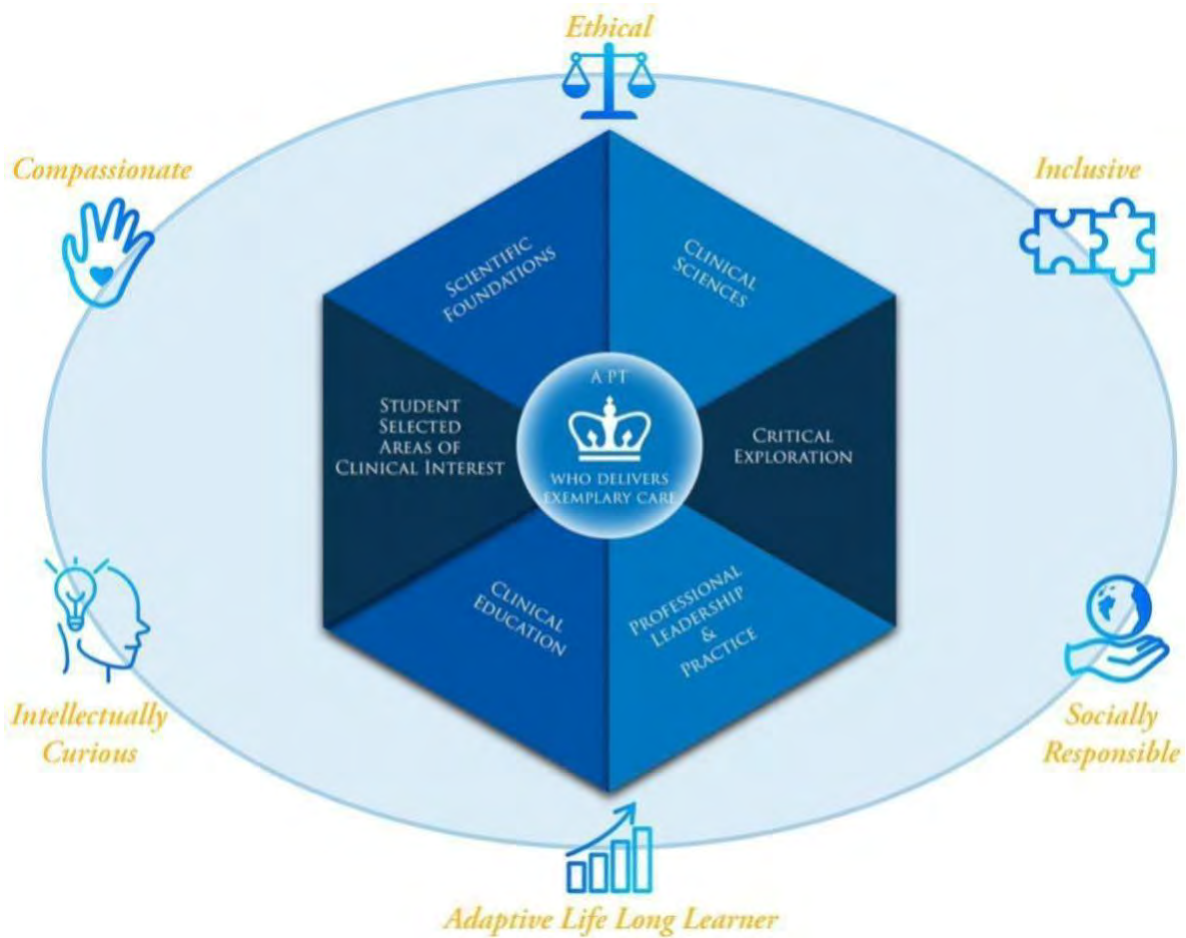 Ethical
Compassionate
Inclusive
SCIENTIFIC
FOUNDATIONS
CLINICAL
SCIENCES
STUDENT
SELECTED
AREAS OF
CLINICAL INTEREST
A PT
WHO DELIVERS
EXEMPLARY CARE
CRITICAL
EXPLORATION
CLINICAL
EDUCATION
PROFESSIONAL
LEADERSHIP
&
PRACTICE
Intellectually
Curious
Socially
Responsible
Adaptive Life Long Learner